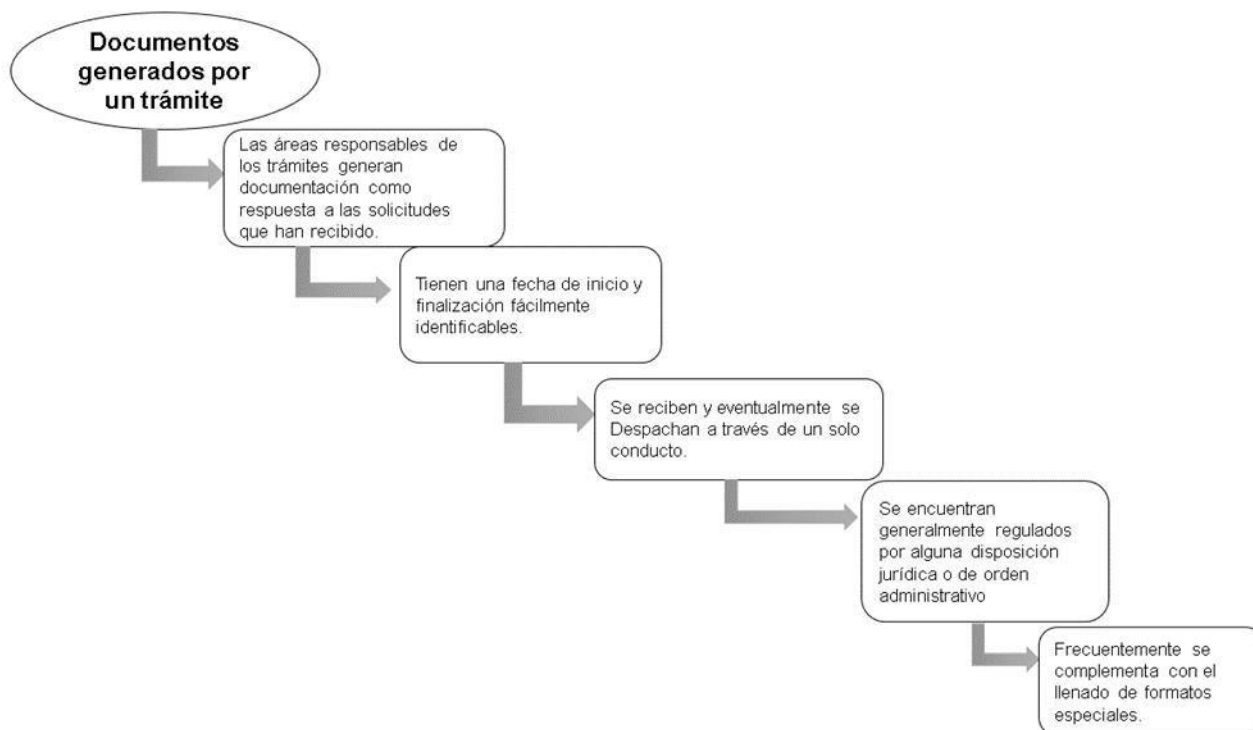 Documentos
generados por
un trámite
Las áreas responsables de
los trámites generan
documentación como
respuesta a las solicitudes
que han recibido.
Tienen una fecha de inicio y
finalización fácilmente
identificables.
Se reciben y eventualmente se
Despachan a través de un solo
conducto.
Se encuentran
generalmente regulados
por alguna disposición
jurídica o de orden
administrativo
Frecuentemente se
complementa con el
llenado de formatos
especiales.